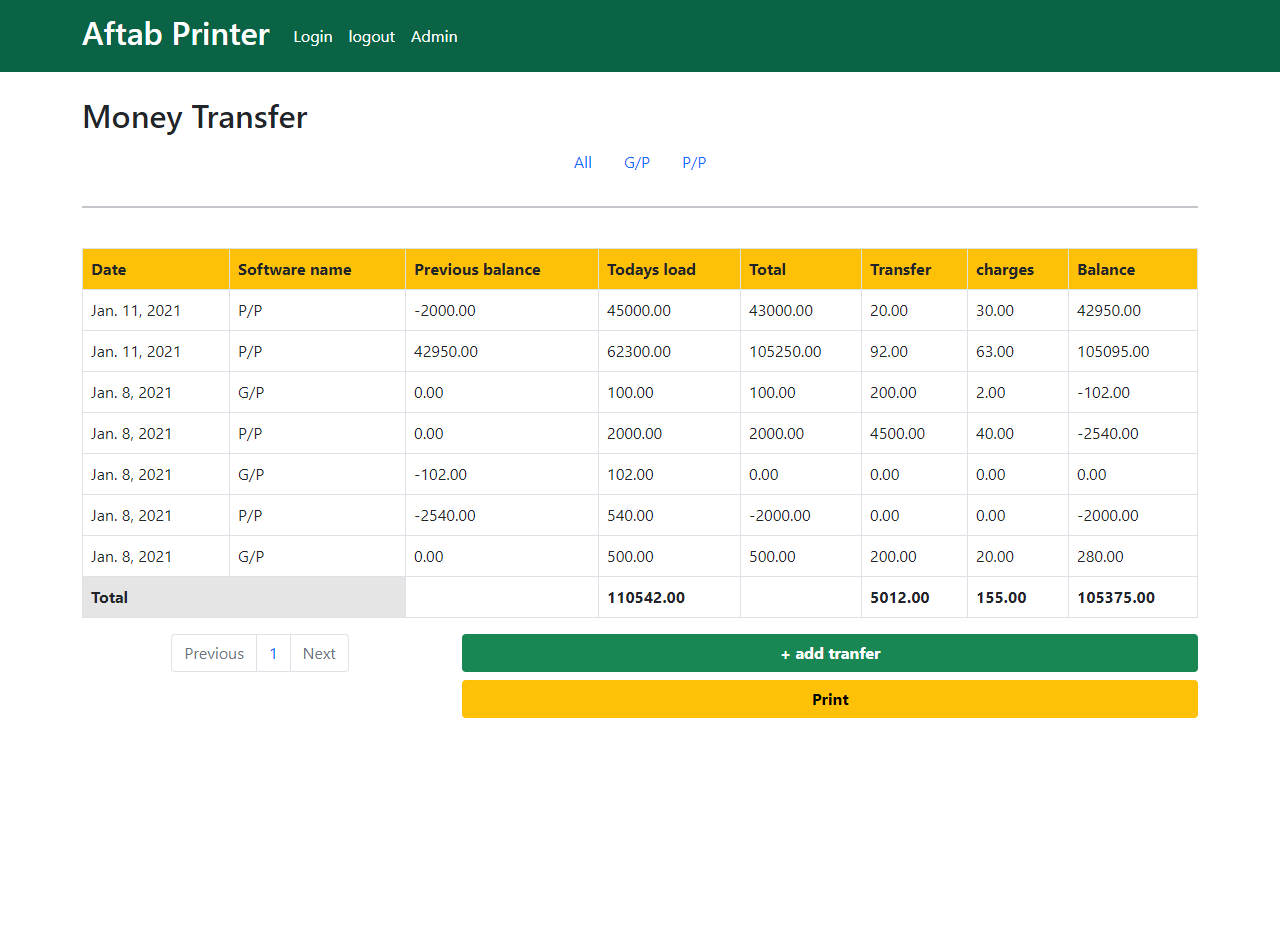 Aftab Printer Login logout Admin
Money Transfer
All G/P P/P
Date Software name Previous balance Todays load Total Transfer charges Balance
Jan. 11, 2021 P/P -2000.00 45000.00 43000.00 20.00 30.00 42950.00
Jan. 11, 2021 P/P 42950.00 62300.00 105250.00 92.00 63.00 105095.00
Jan. 8, 2021 G/P 0.00 100.00 100.00 200.00 2.00 -102.00
Jan. 8, 2021 P/P 0.00 2000.00 2000.00 4500.00 40.00 -2540.00
Jan. 8, 2021 G/P -102.00 102.00 0.00 0.00 0.00 0.00
Jan. 8, 2021 P/P -2540.00 540.00 -2000.00 0.00 0.00 -2000.00
Jan. 8, 2021 G/P 0.00 500.00 500.00 200.00 20.00 280.00
Total 110542.00 5012.00 155.00 105375.00
Previous 1 Next + add tranfer
Print